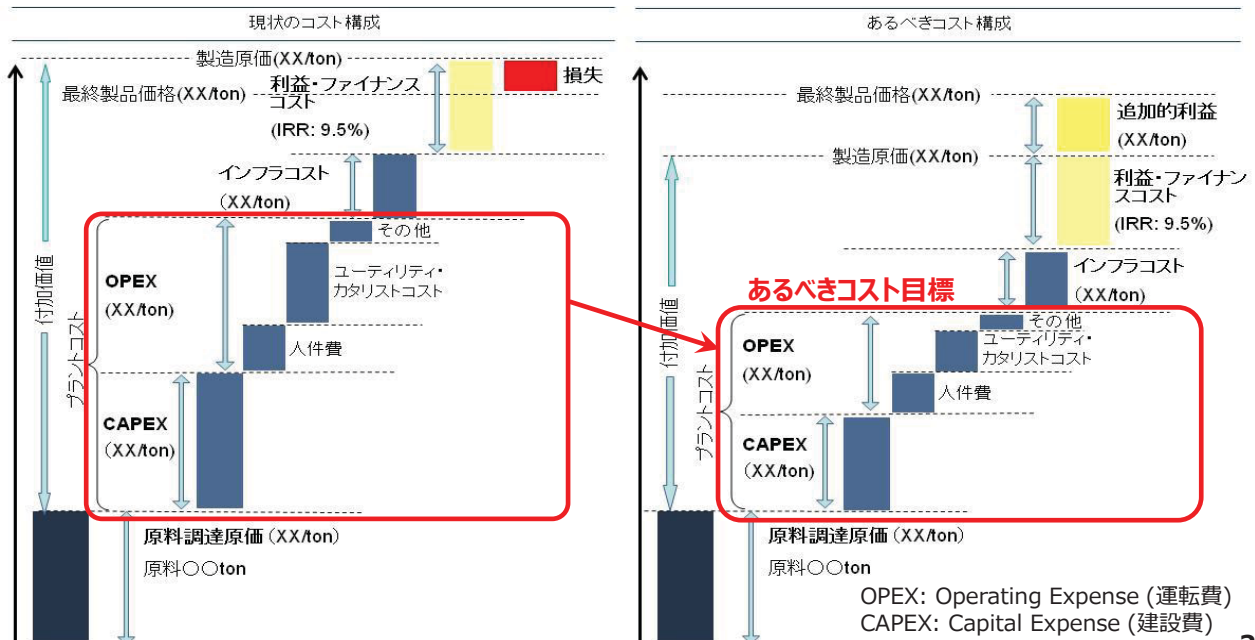 現状のコスト構成
製造原価(XX/ton)
最終製品価格(XX/ton)
利益・ファイナンス
コスト
(IRR: 9.5%)
損失
インフラコスト
(XX/ton)
その他
OPEX
(XX/ton)
ユーティリティ・
カタリストコスト
人件費
CAPEX
(XX/ton)
付加価値
プラントコスト
原料調達原価(XX/ton)
原料〇〇ton
あるべきコスト構成
最終製品価格(XX/ton)
追加的利益
(XX/ton)
製造原価(XX/ton)
利益・ファイナン
スコスト
(IRR: 9.5%)
インフラコスト
(XX/ton)
あるべきコスト目標
その他
OPEX
(XX/ton)
ユーティリティ・
カタリストコスト
人件費
CAPEX
(XX/ton)
付加価値
プラントコスト
原料調達原価(XX/ton)
原料〇〇ton
OPEX: Operating Expense (運転費)
CAPEX: Capital Expense (建設費)